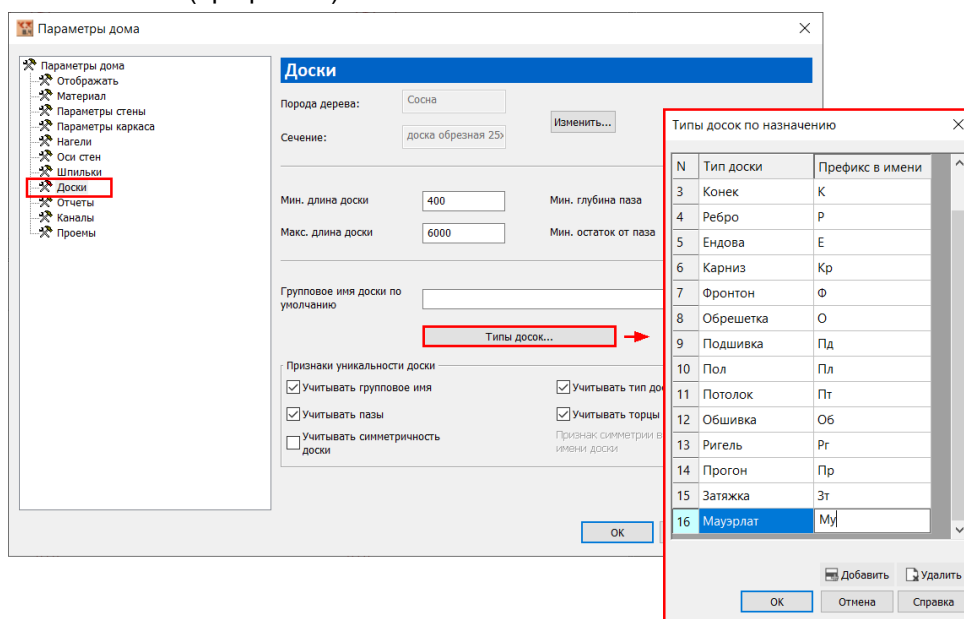 Параметры дома
Параметры дома
Отображать
Материал
Параметры стены
Параметры каркаса
Нагели
Оси стен
Шпильки
Доски
Отчеты
Каналы
Проемы
Доски
Порода дерева:
Сосна
Изменить...
Сечение:
доска обрезная 25
Мин. длина доски
400
Мин. глубина паза
Макс. длина доски
6000
Мин. остаток от паза
Групповое имя доски по
умолчанию
Типы досок...
Признаки уникальности доски
Учитывать групповое имя
Учитывать тип дос
Учитывать пазы
Учитывать торцы
Учитывать симметричность
доски
Признак симметрии в
имени доски
OK
Типы досок по назначению
N Тип доски Префикс в имени
3 Конек К
4 Ребро Р
5 Ендова Е
6 Карниз Кр
7 Фронтон Ф
8 Обрешетка О
9 Подшивка Пд
10 Пол Пл
11 Потолок Пт
12 Обшивка Об
13 Ригель Рг
14 Прогон Пр
15 Затяжка Зт
16 Мауэрлат Му
Добавить Удалить
OK Отмена Справка